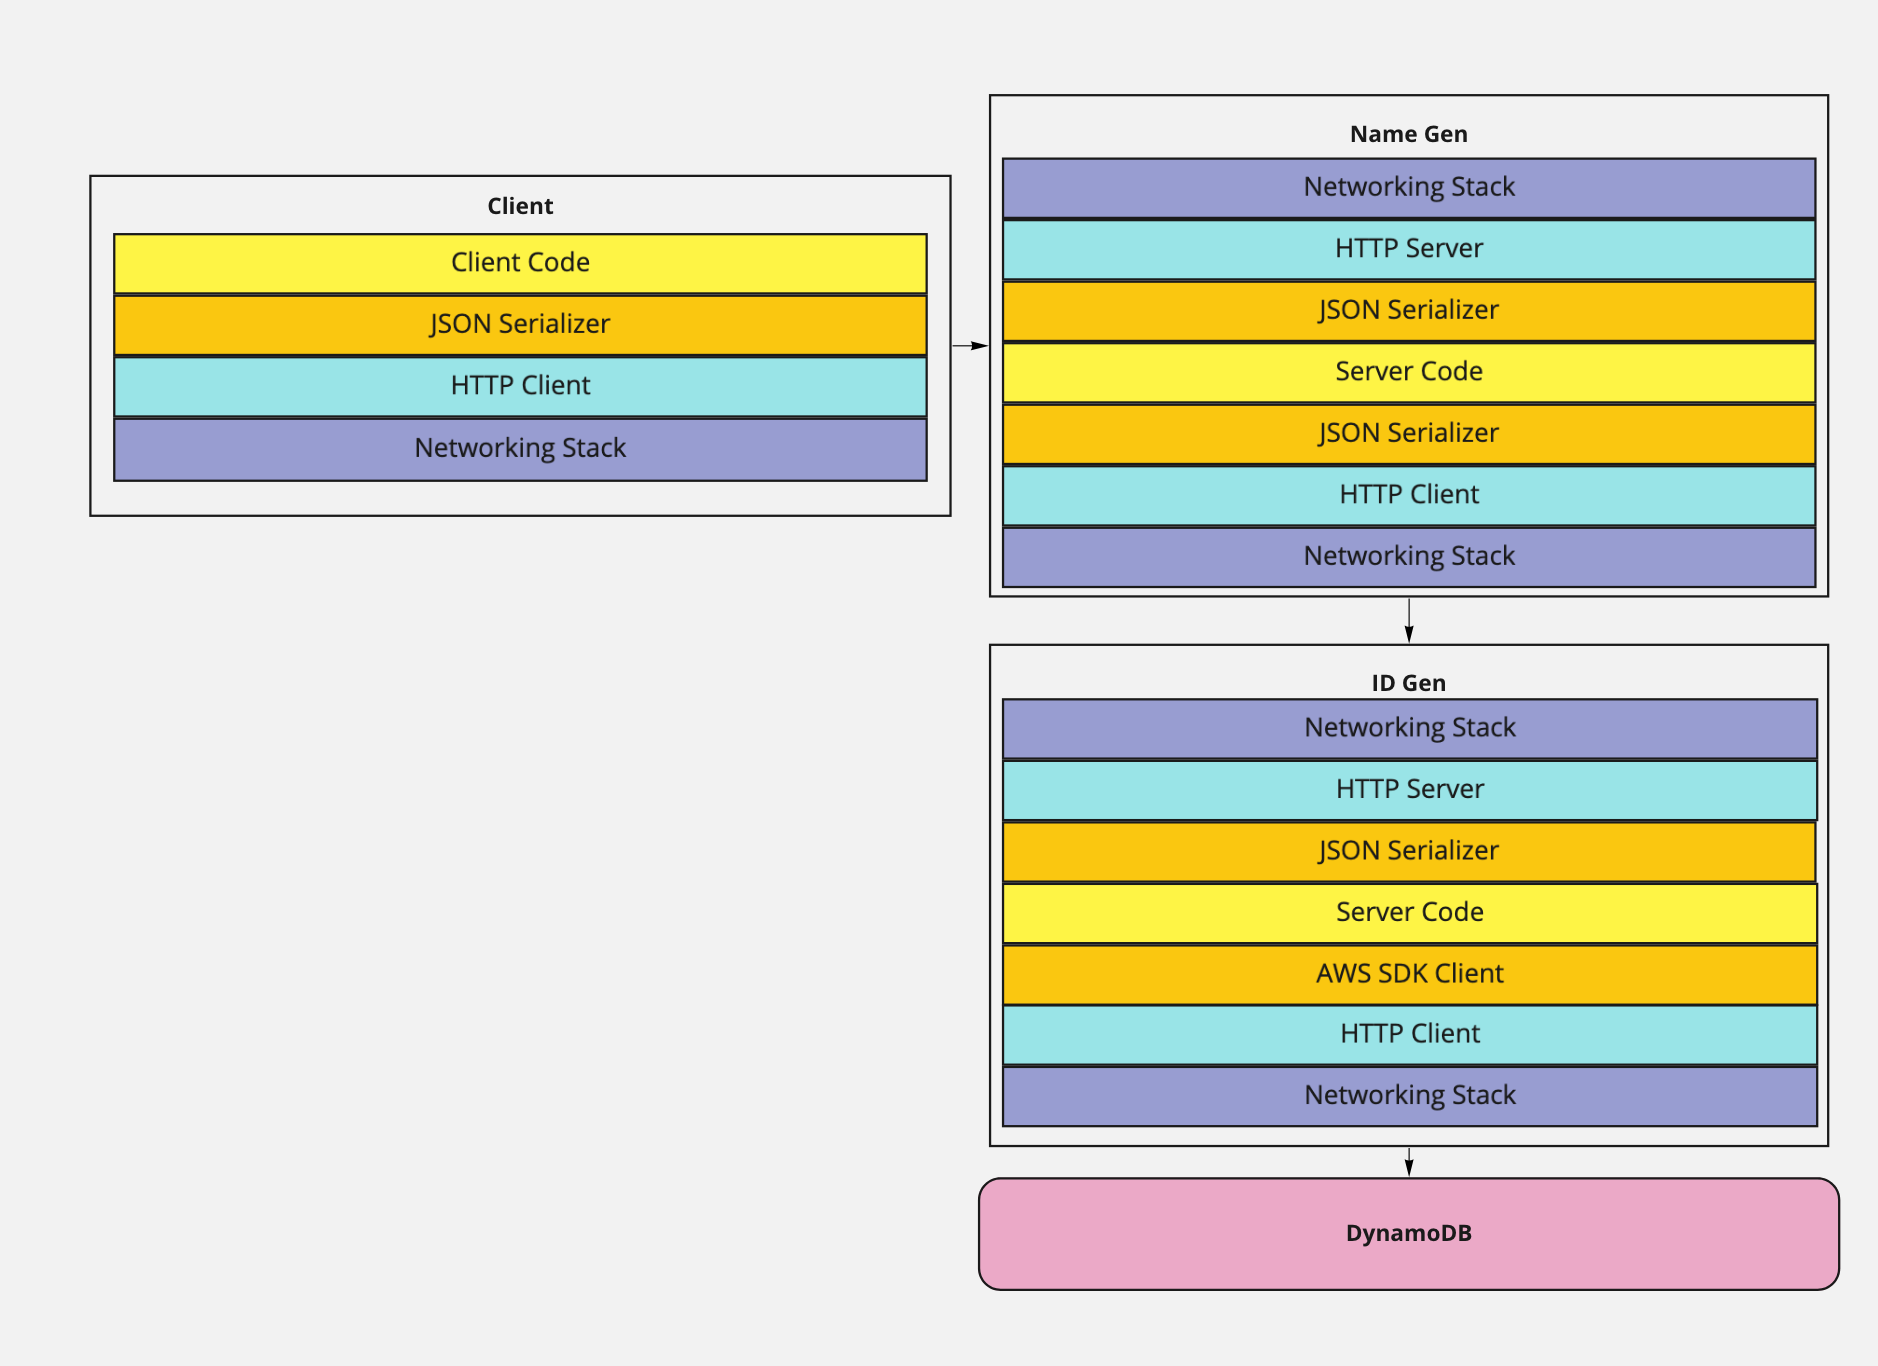 Client
Client Code
JSON Serializer
HTTP Client
Networking Stack
Name Gen
Networking Stack
HTTP Server
JSON Serializer
Server Code
JSON Serializer
HTTP Client
Networking Stack
ID Gen
Networking Stack
HTTP Server
JSON Serializer
Server Code
AWS SDK Client
HTTP Client
Networking Stack
DynamoDB